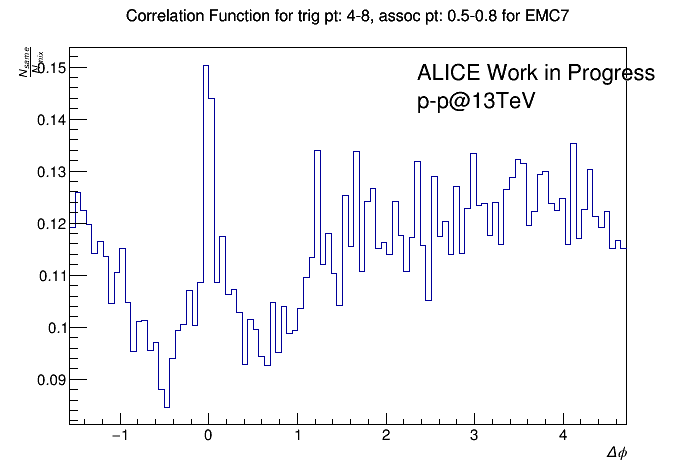 Correlation Function for trig pt: 4-8, assoc pt: 0.5-0.8 for EMC7
N_same
N_mix
ALICE Work in Progress
p-p@13TeV
0.15
0.14
0.13
0.12
0.11
0.1
0.09
−1 0 1 2 3 4
Δϕ